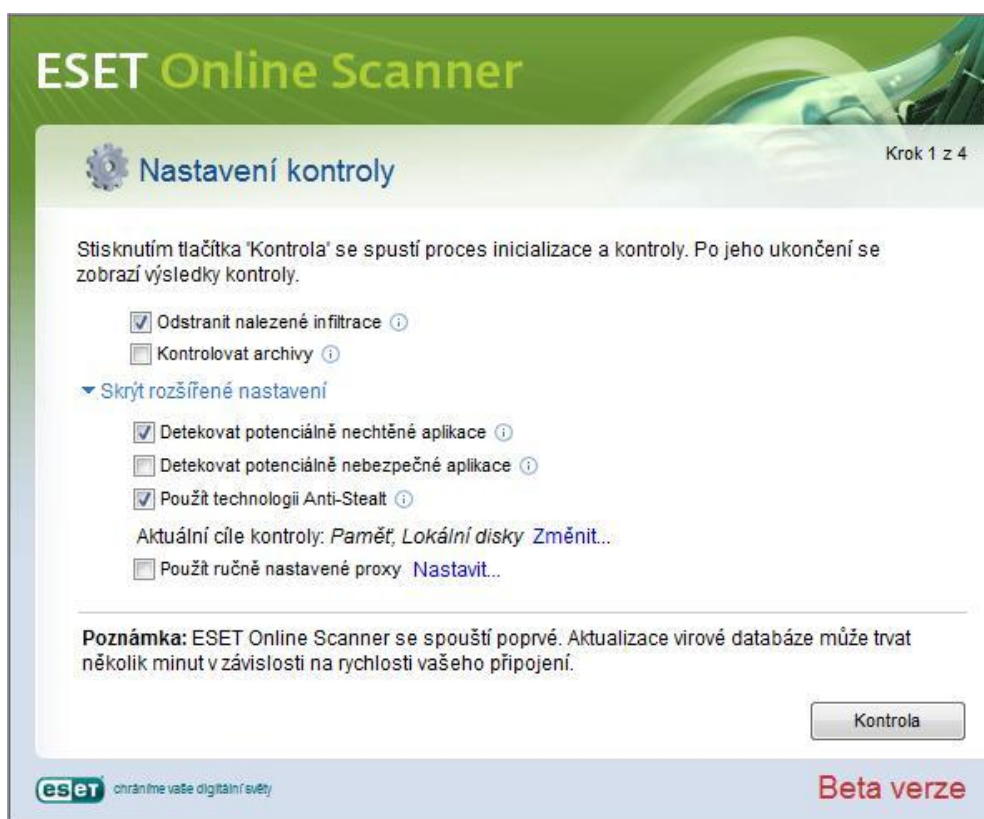 ESET Online Scanner
Nastavení kontroly
Krok 1 z 4
Stisknutím tlačítka 'Kontrola' se spustí proces inicializace a kontroly. Po jeho ukončení se
zobrazí výsledky kontroly.
Odstranit nalezené infiltrace
Kontrolovat archivy
Skrýt rozšířené nastavení
Detekovat potenciálně nechtěné aplikace
Detekovat potenciálně nebezpečné aplikace
Použít technologii Anti-Stealt
Aktuální cíle kontroly: Paměť, Lokální disky Změnit...
Použít ručně nastavené proxy Nastavit...
Poznámka: ESET Online Scanner se spouští poprvé. Aktualizace virové databáze může trvat
několik minut v závislosti na rychlosti vašeho připojení.
Kontrola
eseT chráníme vaše digitální světy
Beta verze